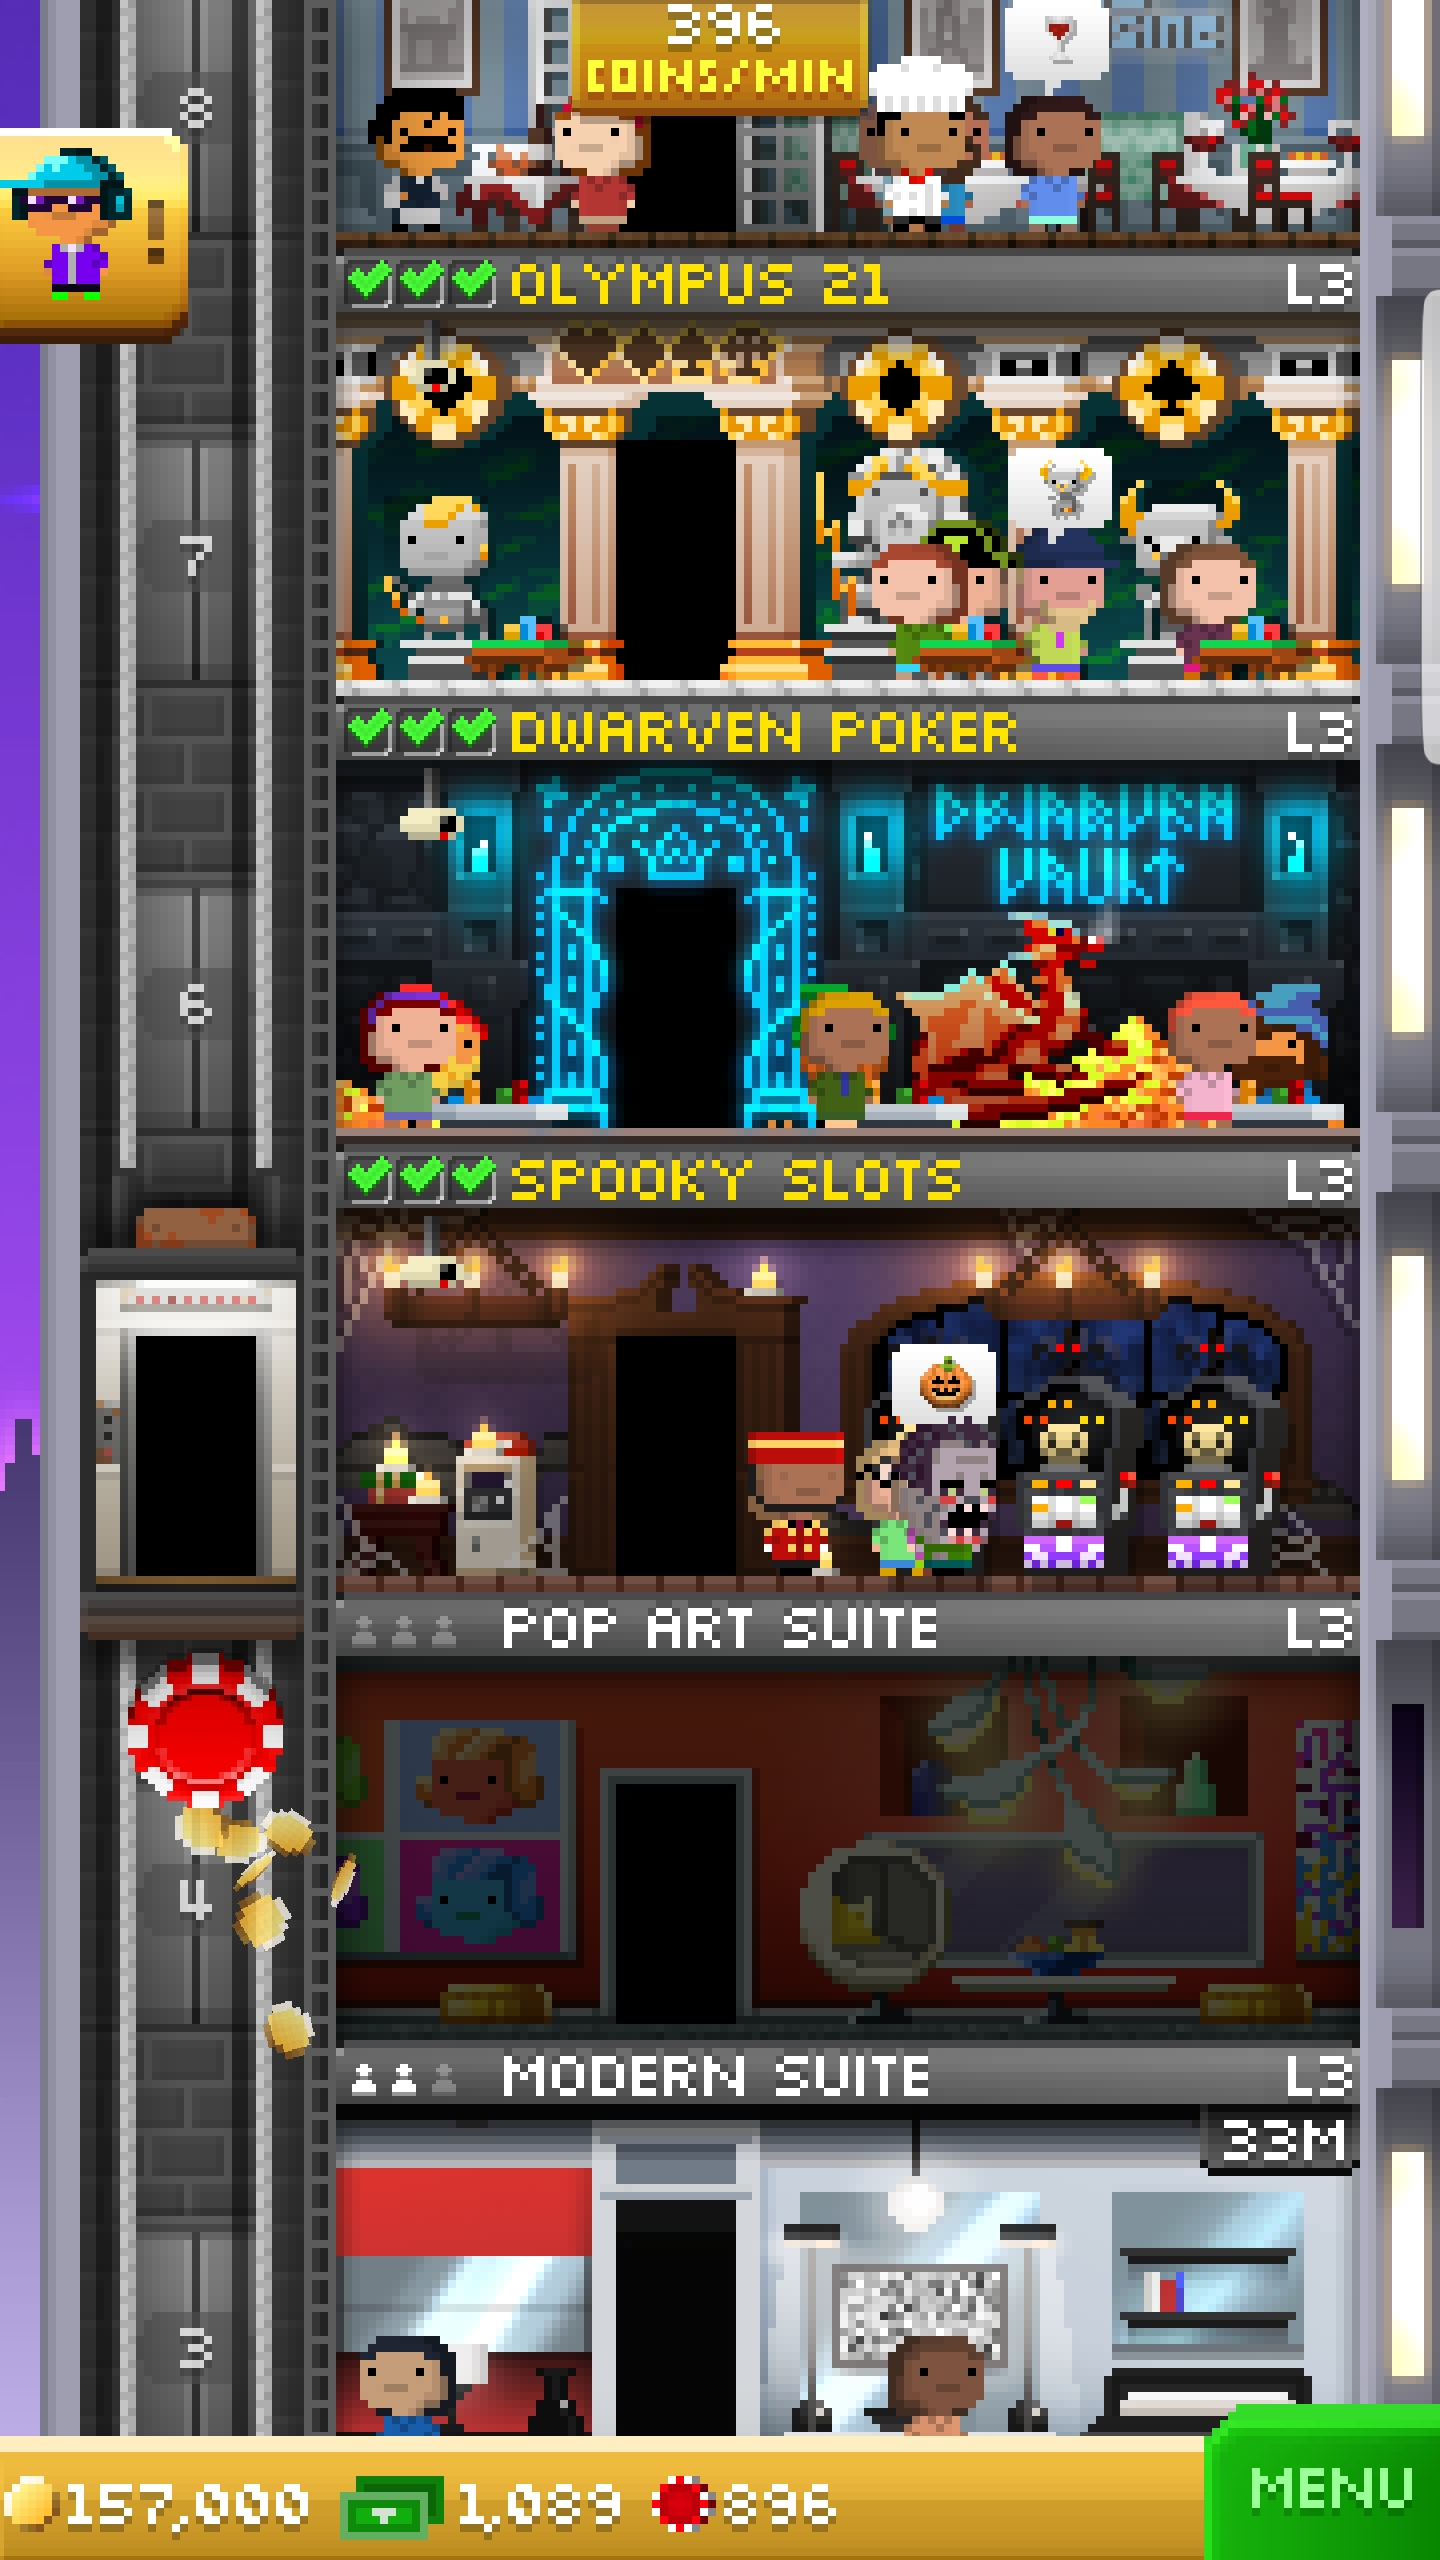 396
COINS/MIN
Fine
8
OLYMPUS 21 L3
7
DWARVEN POKER L3
DWARVEN
VAULT
6
SPOOKY SLOTS L3
POP ART SUITE L3
4
MODERN SUITE L3
33M
3
157,000 1,089 896
MENU